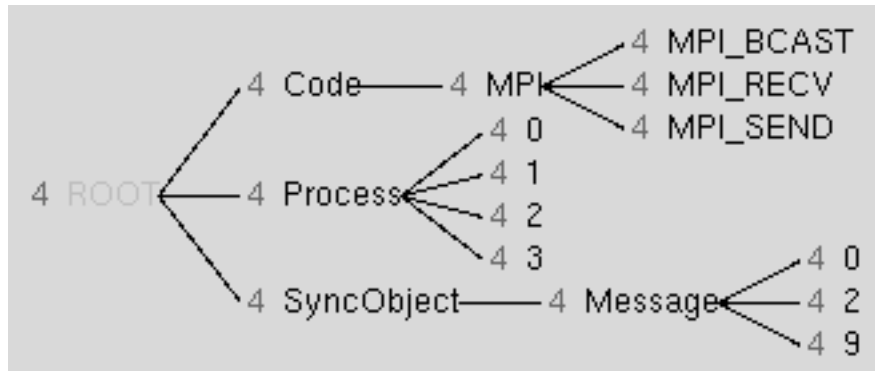 4 MPI_BCAST
4 Code 4 MPI 4 MPI_RECV
4 MPI_SEND
4 0
4 1
4 ROOT 4 Process
4 2
4 3
4 0
4 SyncObject 4 Message 4 2
4 9